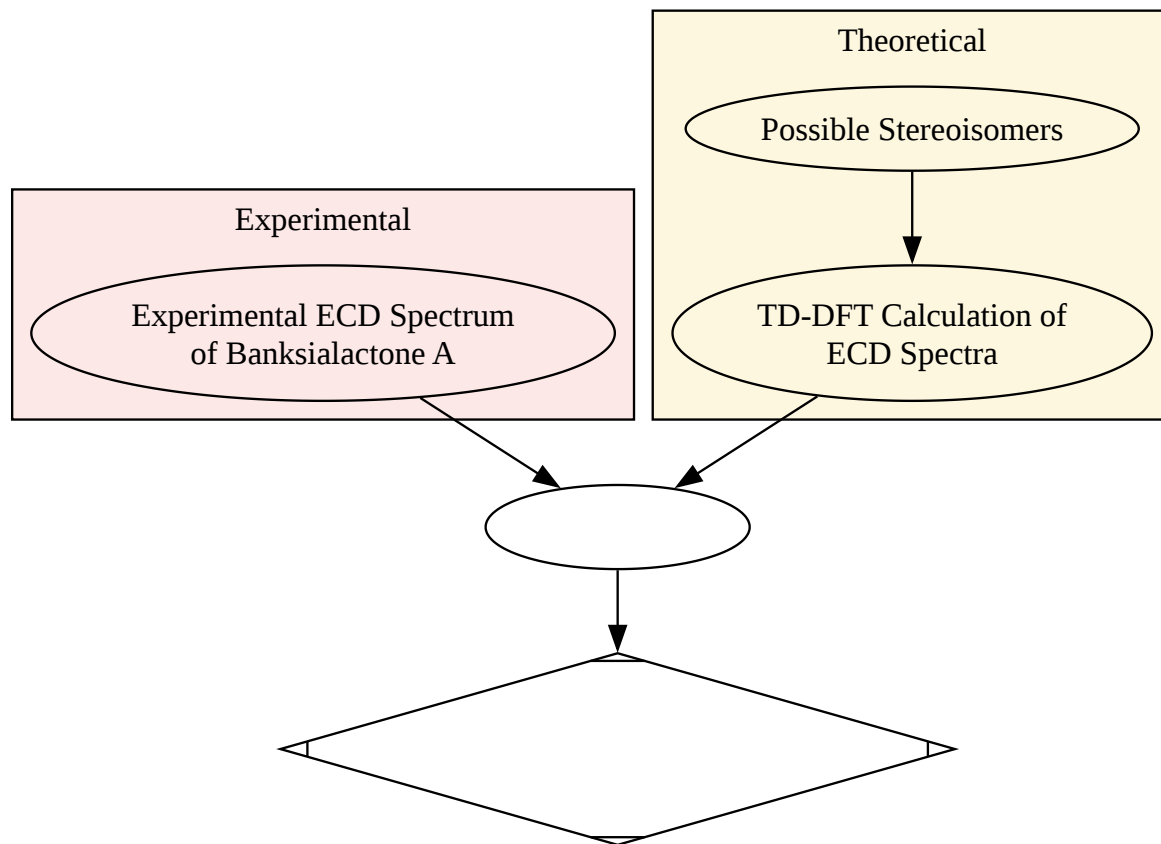 Theoretical
Possible Stereoisomers
Experimental
Experimental ECD Spectrum
of Banksialactone A
TD-DFT Calculation of
ECD Spectra